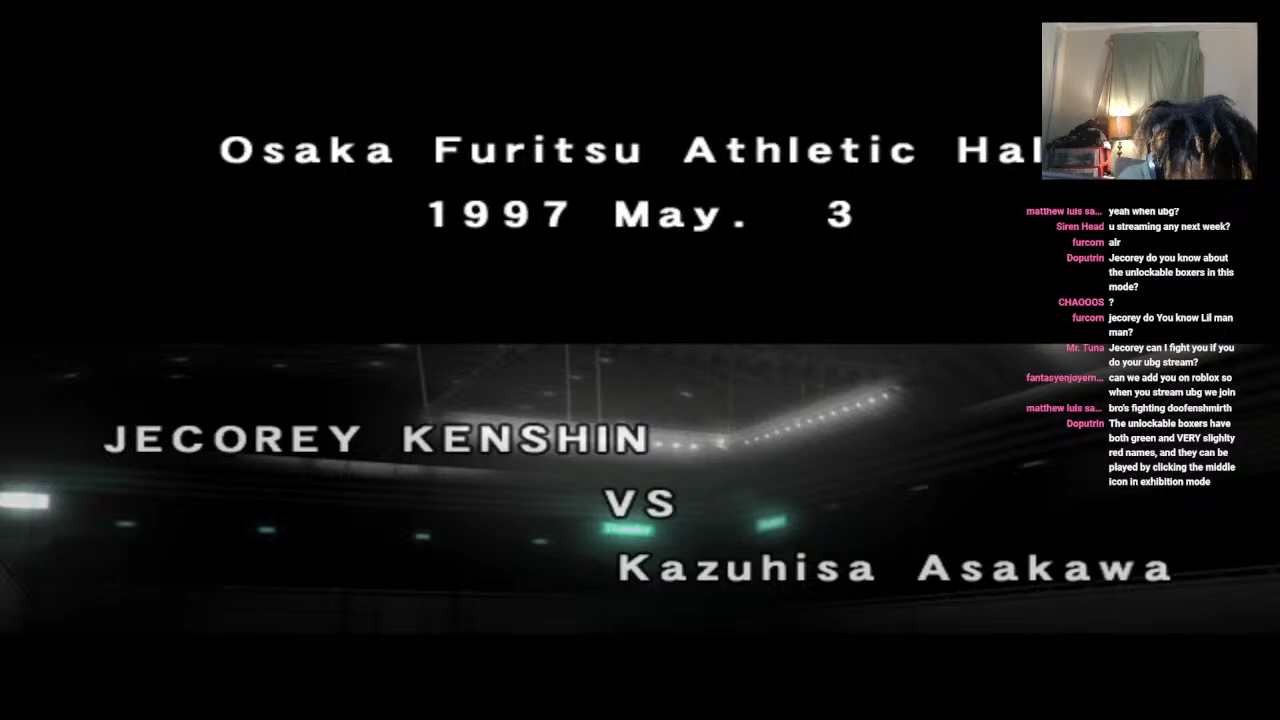 Osaka Furitsu Athletic Hal
1997 May. 3
JECOREY KENSHIN
VS
Kazuhisa Asakawa
matthew luis sa... yeah when ubg?
Siren Head u streaming any next week?
furcorn alr
Doputrin Jecorey do you know about
the unlockable boxers in this
mode?
CHAOOOS ?
furcorn jecorey do You know Lil man
man?
Mr. Tuna Jecorey can I fight you if you
do your ubg stream?
fantasyenjoyern... can we add you on roblox so
when you stream ubg we join
matthew luis sa... bro's fighting doofenshmirth
Doputrin The unlockable boxers have
both green and VERY slighlty
red names, and they can be
played by clicking the middle
icon in exhibition mode